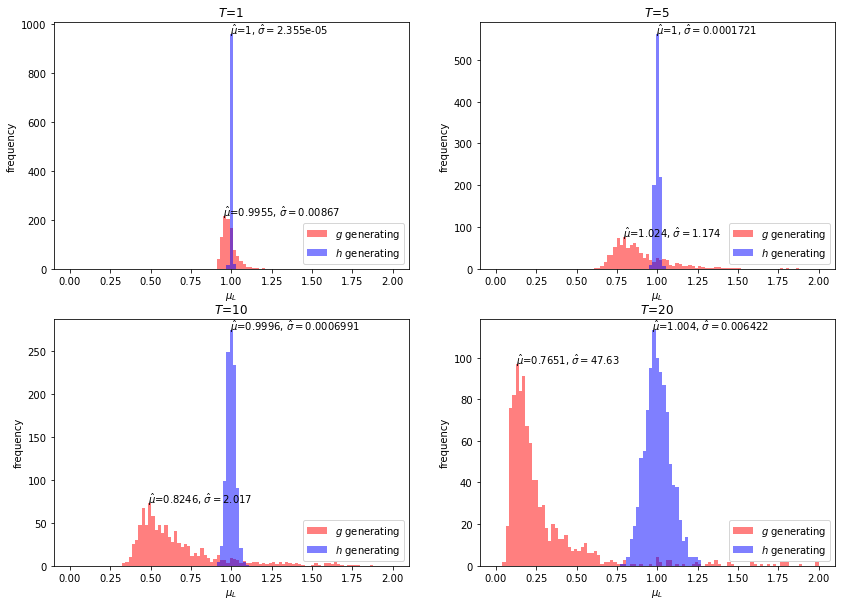 T=1
frequency
1000
800
600
400
200
0
μ̂=1, σ̂ = 2.355e-05
μ̂=0.9955, σ̂ = 0.00867
g generating
h generating
0.00 0.25 0.50 0.75 1.00 1.25 1.50 1.75 2.00
μ_L
T=5
frequency
500
400
300
200
100
0
μ̂=1, σ̂ = 0.0001721
μ̂=1.024, σ̂ = 1.174
g generating
h generating
0.00 0.25 0.50 0.75 1.00 1.25 1.50 1.75 2.00
μ_L
T=10
frequency
250
200
150
100
50
0
μ̂=0.9996, σ̂ = 0.0006991
μ̂=0.8246, σ̂ = 2.017
g generating
h generating
0.00 0.25 0.50 0.75 1.00 1.25 1.50 1.75 2.00
μ_L
T=20
frequency
100
80
60
40
20
0
μ̂=1.004, σ̂ = 0.006422
μ̂=0.7651, σ̂ = 47.63
g generating
h generating
0.00 0.25 0.50 0.75 1.00 1.25 1.50 1.75 2.00
μ_L